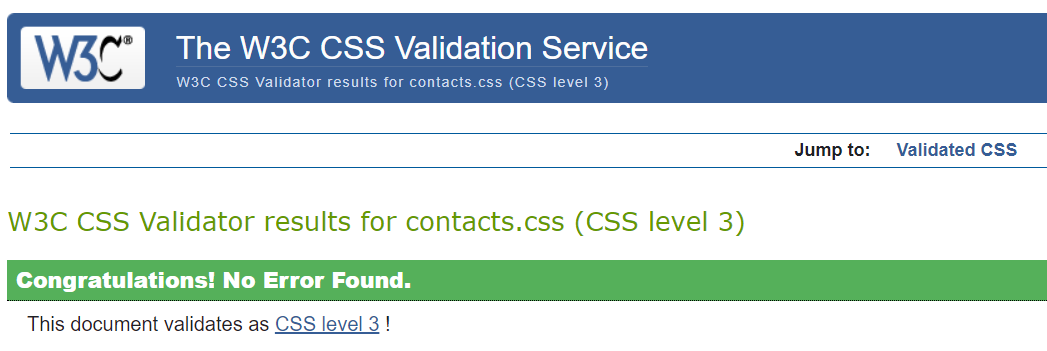 W3C®
The W3C CSS Validation Service
W3C CSS Validator results for contacts.css (CSS level 3)
Jump to: Validated CSS
W3C CSS Validator results for contacts.css (CSS level 3)
Congratulations! No Error Found.
This document validates as CSS level 3 !